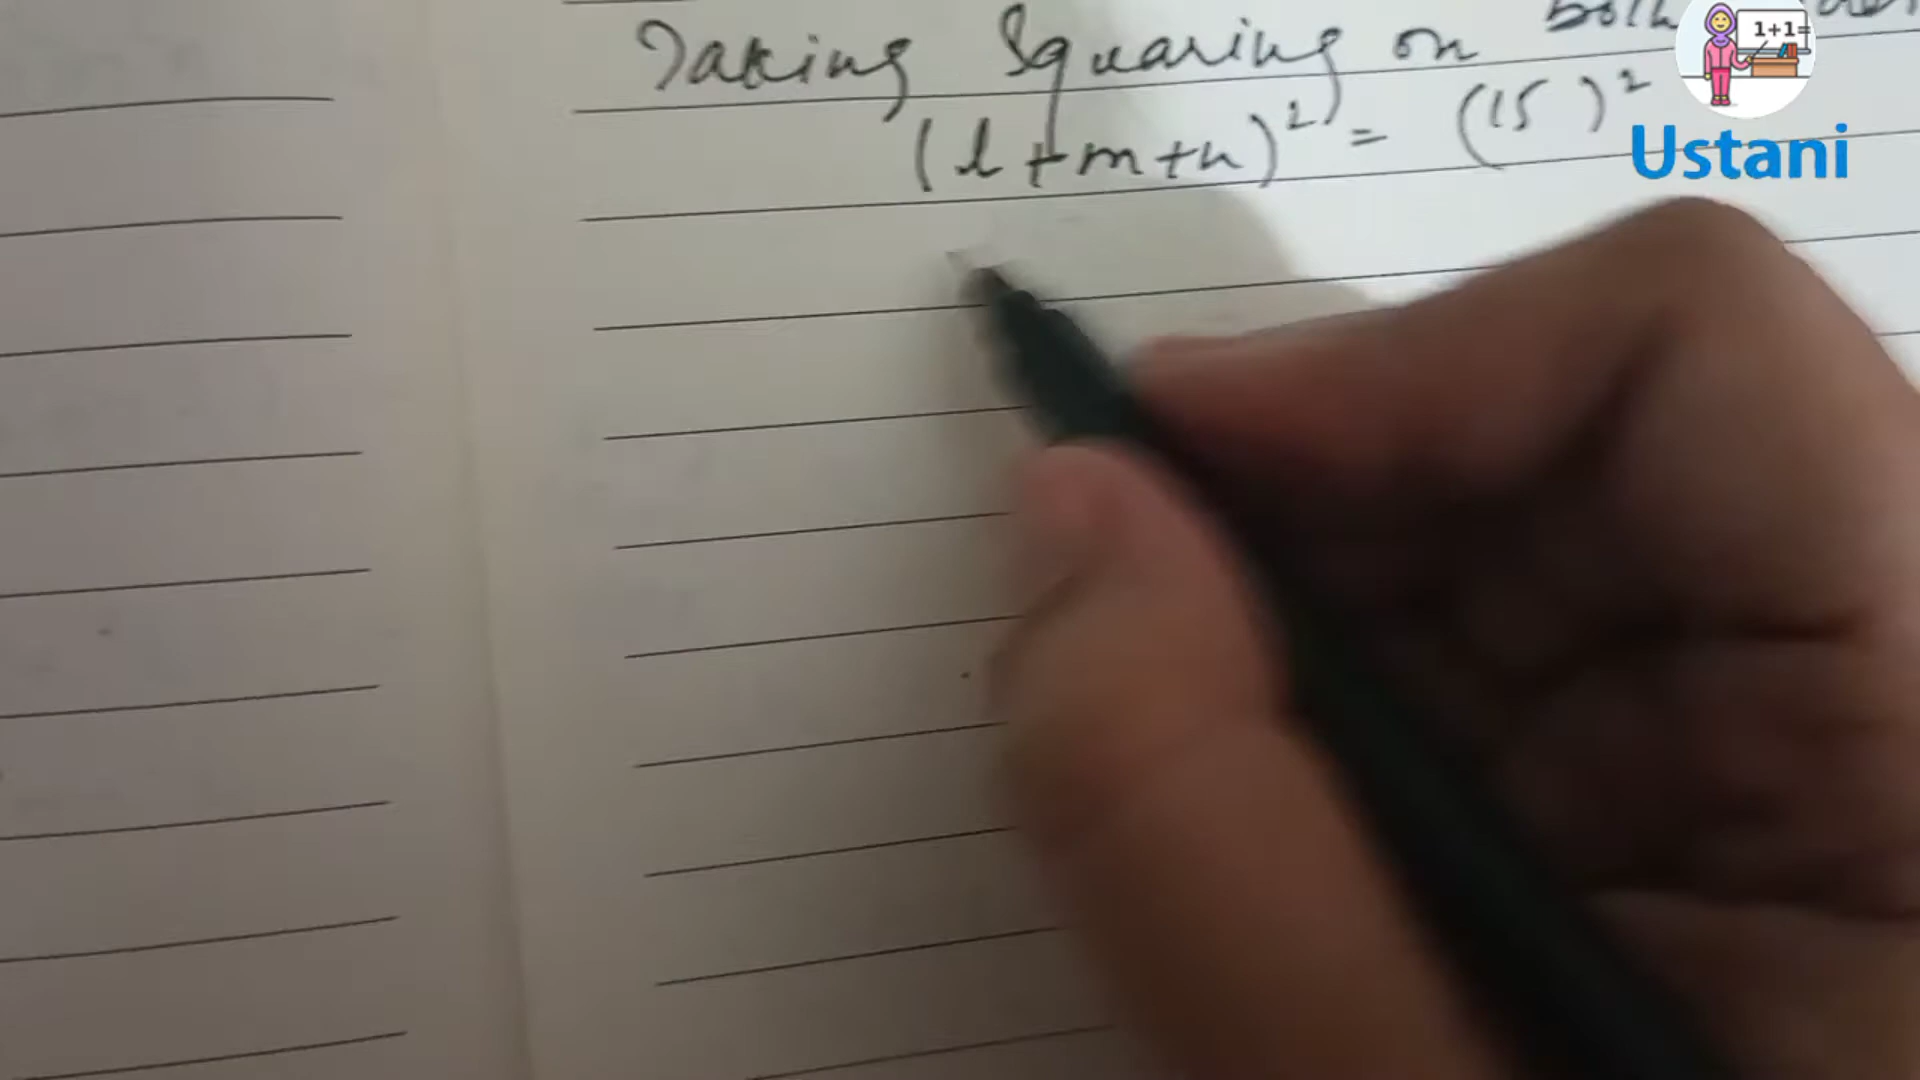 Taking Squaring on both
(l+m+n)² = (15)²
1+1=
Ustani